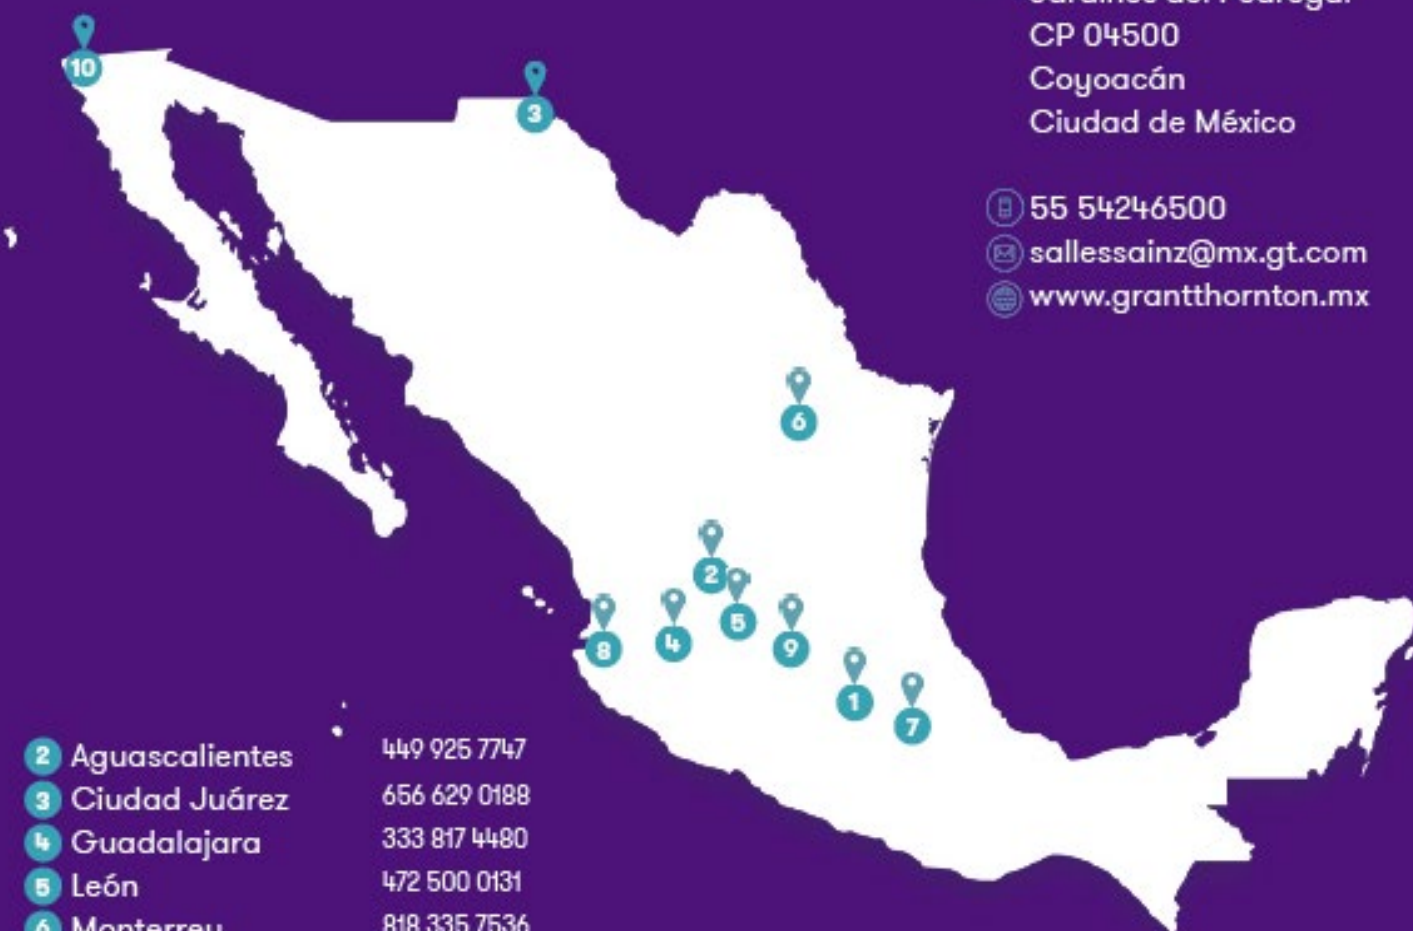 CP 04500
Coyoacán
Ciudad de México
55 54246500
sallessainz@mx.gt.com
www.grantthornton.mx
10
3
6
2
5
8
4
9
1
7
2 Aguascalientes 449 925 7747
3 Ciudad Juárez 656 629 0188
4 Guadalajara 333 817 4480
5 León 472 500 0131
6 Monterrey 818 335 7536